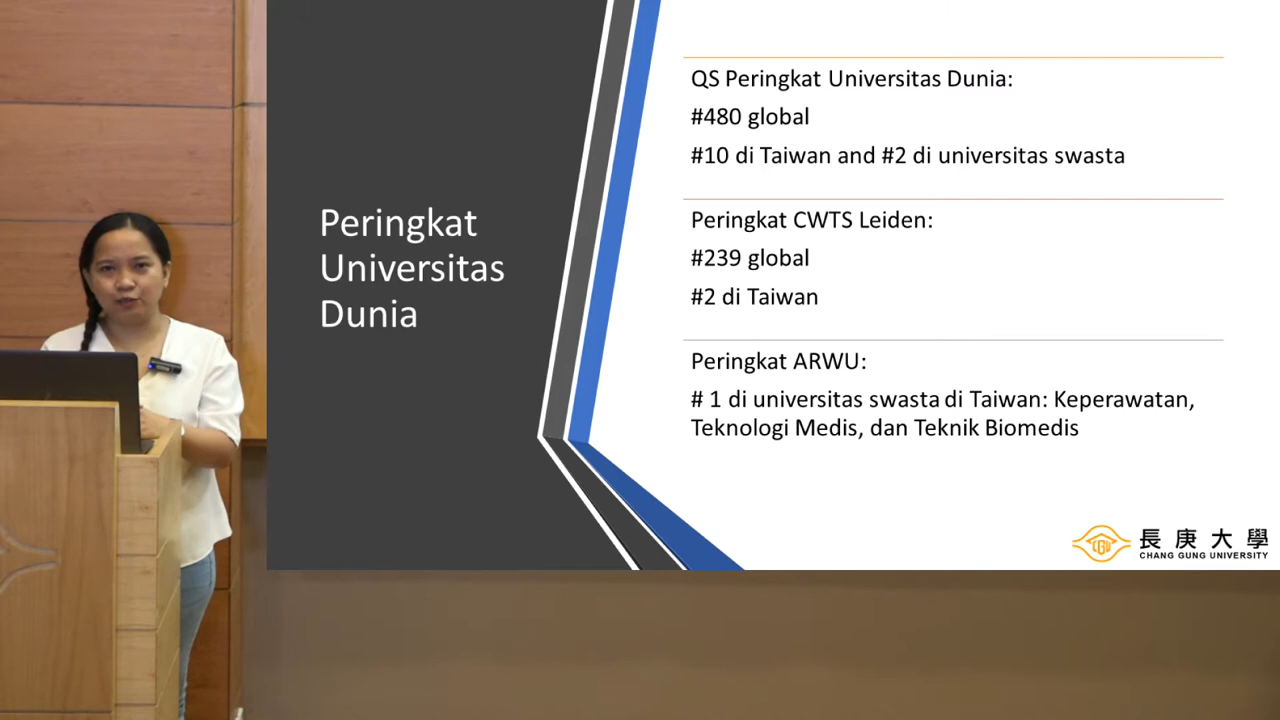 Peringkat
Universitas
Dunia
QS Peringkat Universitas Dunia:
#480 global
#10 di Taiwan and #2 di universitas swasta
Peringkat CWTS Leiden:
#239 global
#2 di Taiwan
Peringkat ARWU:
# 1 di universitas swasta di Taiwan: Keperawatan,
Teknologi Medis, dan Teknik Biomedis
CGU
長庚大學
CHANG GUNG UNIVERSITY